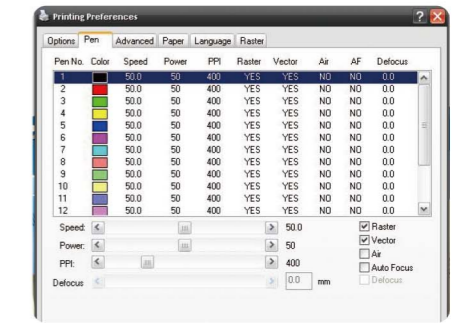 Printing Preferences
Options Pen Advanced Paper Language Raster
Pen No. Color Speed Power PPI Raster Vector Air AF Defocus
1 50.0 50 400 YES YES NO NO 0.0
2 50.0 50 400 YES YES NO NO 0.0
3 50.0 50 400 YES YES NO NO 0.0
4 50.0 50 400 YES YES NO NO 0.0
5 50.0 50 400 YES YES NO NO 0.0
6 50.0 50 400 YES YES NO NO 0.0
7 50.0 50 400 YES YES NO NO 0.0
8 50.0 50 400 YES YES NO NO 0.0
9 50.0 50 400 YES YES NO NO 0.0
10 50.0 50 400 YES YES NO NO 0.0
11 50.0 50 400 YES YES NO NO 0.0
12 50.0 50 400 YES YES NO NO 0.0
Speed: 50.0 Raster
Power: 50 Vector
PPI: 400 Air
Auto Focus
Defocus 0.0 mm Defocus